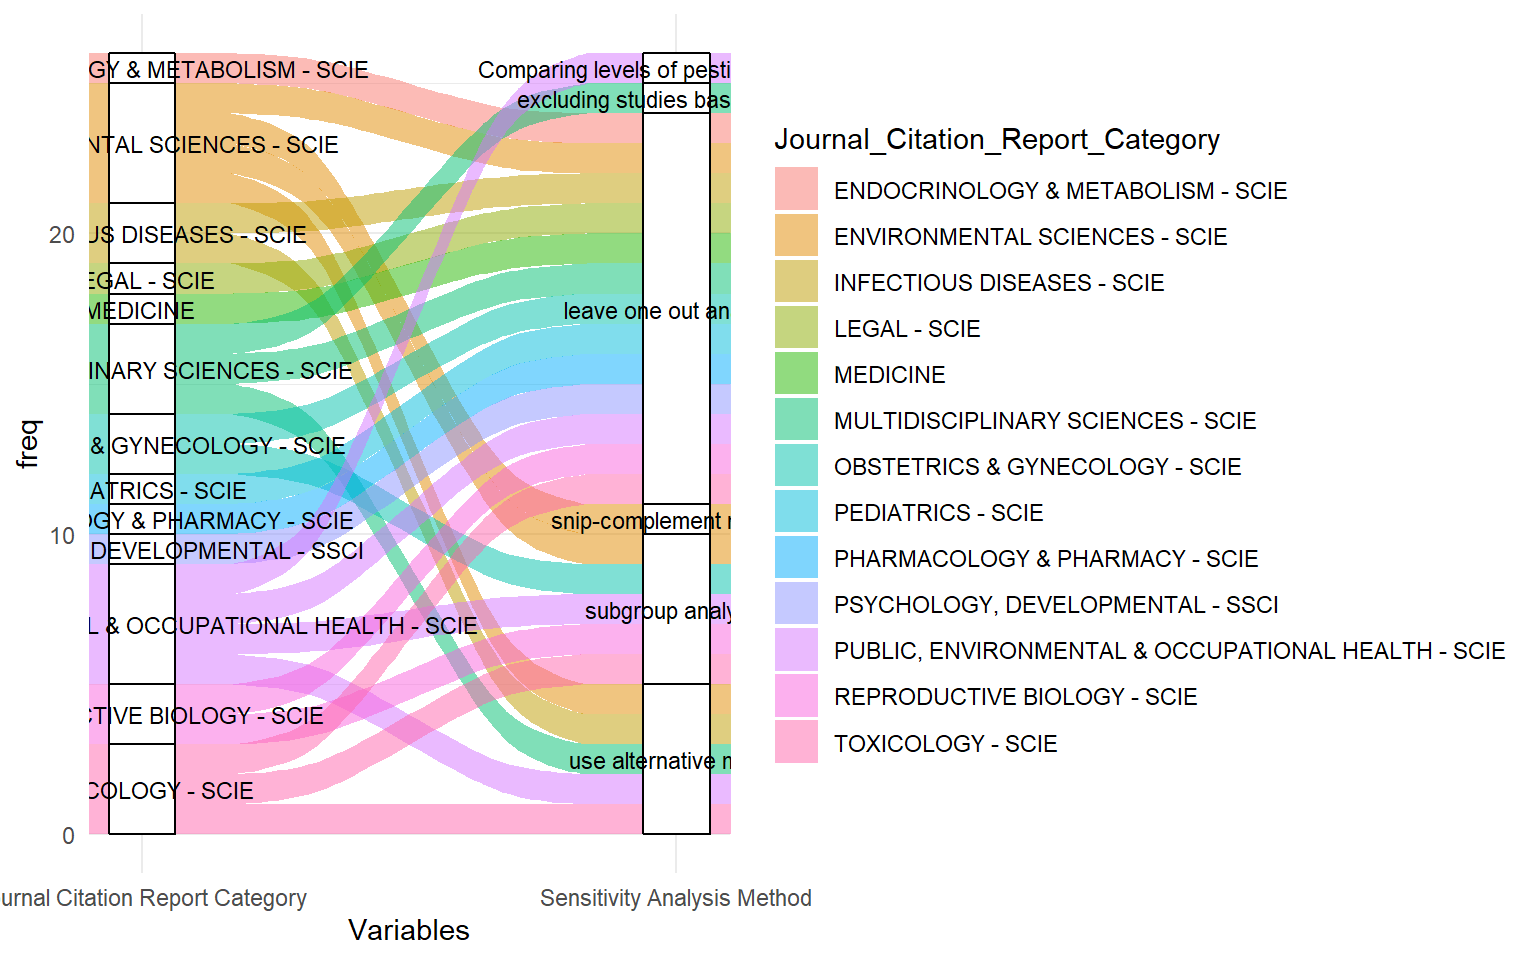 GY & METABOLISM - SCIE
NTAL SCIENCES - SCIE
US DISEASES - SCIE
EGAL - SCIE
MEDICINE
INARY SCIENCES - SCIE
& GYNECOLOGY - SCIE
ATRICS - SCIE
OGY & PHARMACY - SCIE
DEVELOPMENTAL - SSCI
L & OCCUPATIONAL HEALTH - SCIE
CTIVE BIOLOGY - SCIE
COLOGY - SCIE
Comparing levels of pesti
excluding studies bas
leave one out an
snip-complement
subgroup analy
use alternative
20
10
0
freq
urnal Citation Report Category
Sensitivity Analysis Method
Variables
Journal_Citation_Report_Category
ENDOCRINOLOGY & METABOLISM - SCIE
ENVIRONMENTAL SCIENCES - SCIE
INFECTIOUS DISEASES - SCIE
LEGAL - SCIE
MEDICINE
MULTIDISCIPLINARY SCIENCES - SCIE
OBSTETRICS & GYNECOLOGY - SCIE
PEDIATRICS - SCIE
PHARMACOLOGY & PHARMACY - SCIE
PSYCHOLOGY, DEVELOPMENTAL - SSCI
PUBLIC, ENVIRONMENTAL & OCCUPATIONAL HEALTH - SCIE
REPRODUCTIVE BIOLOGY - SCIE
TOXICOLOGY - SCIE